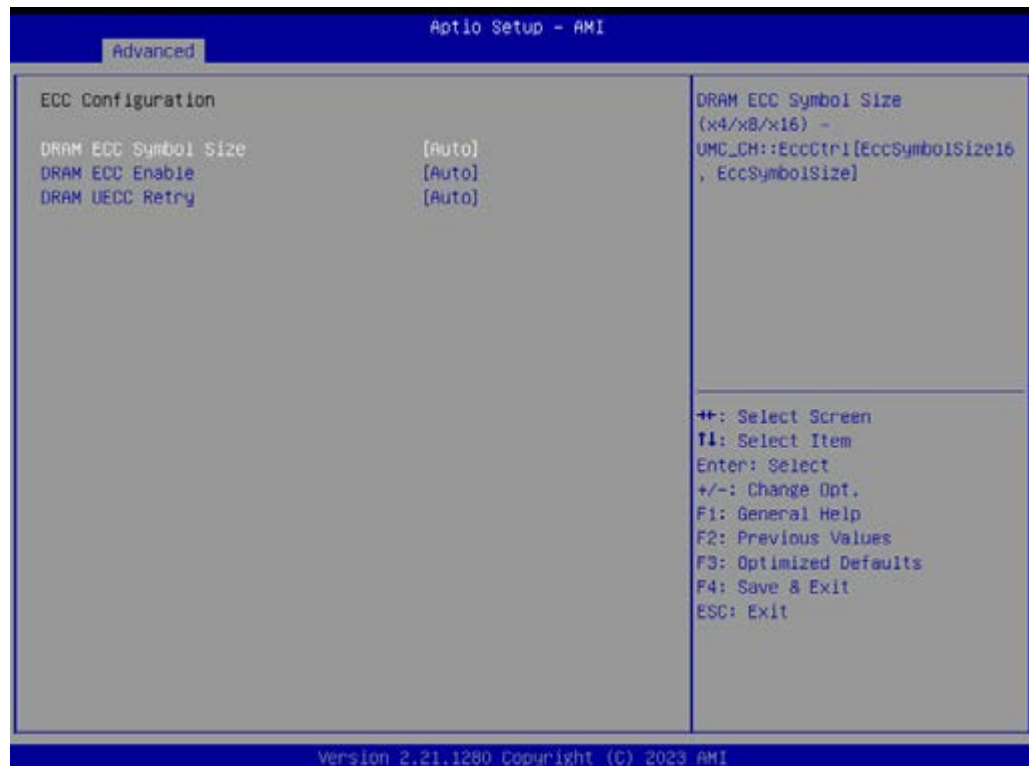 Aptio Setup – AMI
Advanced
ECC Configuration
DRAM ECC Symbol Size [Auto]
DRAM ECC Enable [Auto]
DRAM UECC Retry [Auto]
DRAM ECC Symbol Size
(x4/x8/x16) –
UMC_CH::EccCtrl[EccSymbolSize16
, EccSymbolSize]
→←: Select Screen
↑↓: Select Item
Enter: Select
+/-: Change Opt.
F1: General Help
F2: Previous Values
F3: Optimized Defaults
F4: Save & Exit
ESC: Exit
Version 2.21.1280 Copyright (C) 2023 AMI